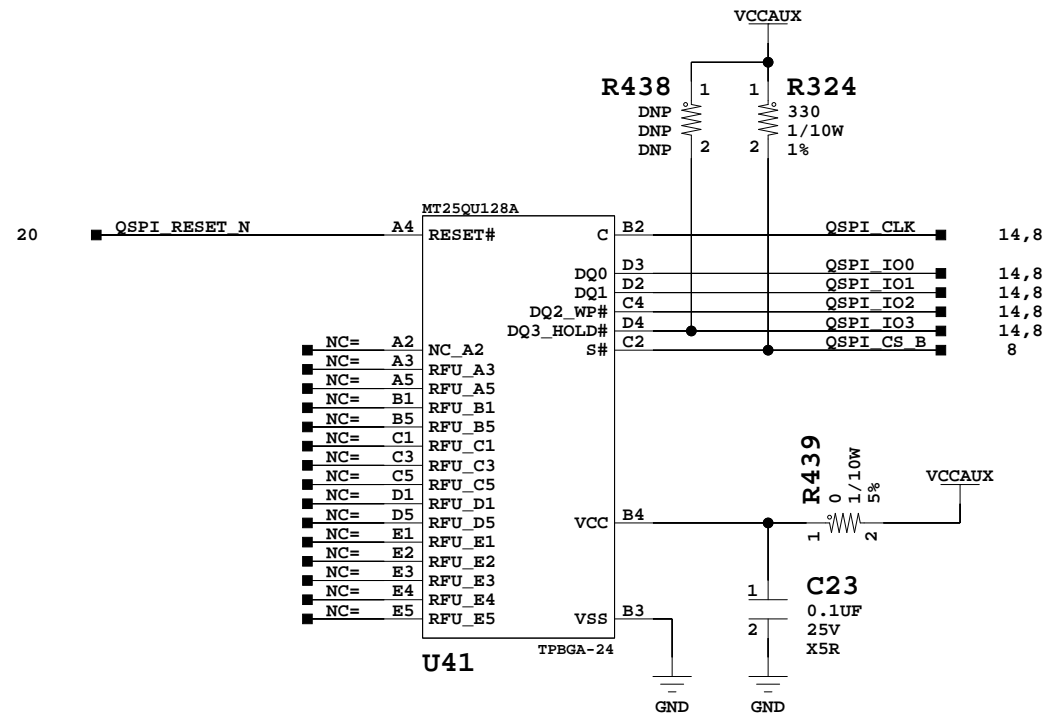 VCCAUX
R438 1 1 R324
DNP 330
DNP 1/10W
DNP 2 2 1%
MT25QU128A
20 QSPI_RESET_N A4 RESET# C B2 QSPI_CLK 14,8
DQ0 D3 QSPI_IO0 14,8
DQ1 D2 QSPI_IO1 14,8
DQ2_WP# C4 QSPI_IO2 14,8
DQ3_HOLD# D4 QSPI_IO3 14,8
S# C2 QSPI_CS_B 8
NC= A2 NC_A2
NC= A3 RFU_A3
NC= A5 RFU_A5
NC= B1 RFU_B1
NC= B5 RFU_B5
NC= C1 RFU_C1
NC= C3 RFU_C3
NC= C5 RFU_C5
NC= D1 RFU_D1
NC= D5 RFU_D5
NC= E1 RFU_E1
NC= E2 RFU_E2
NC= E3 RFU_E3
NC= E4 RFU_E4
NC= E5 RFU_E5
VCC B4
R439
0
1/10W
5%
1 2
VCCAUX
VSS B3
1 C23
0.1UF
2 25V
X5R
TPBGA-24
U41
GND GND